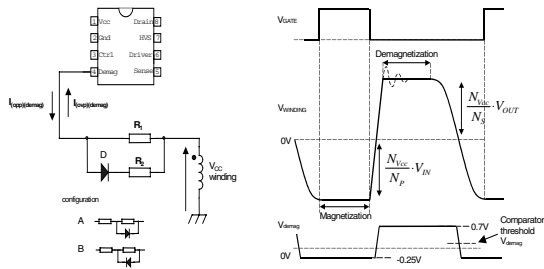 1 Vcc Drain 8
2 Gnd HVS 7
3 Ctrl Driver 6
4 Demag Sense 5
I(opp)(demag)
I(ovp)(demag)
R1
D
R2
VCC
winding
configuration
A
B
VGATE
Demagnetization
VWINDING
NVcc/NS · VOUT
0V
NVcc/NP · VIN
Magnetization
Vdemag
0.7V
Comparator
threshold
Vdemag
0V
-0.25V